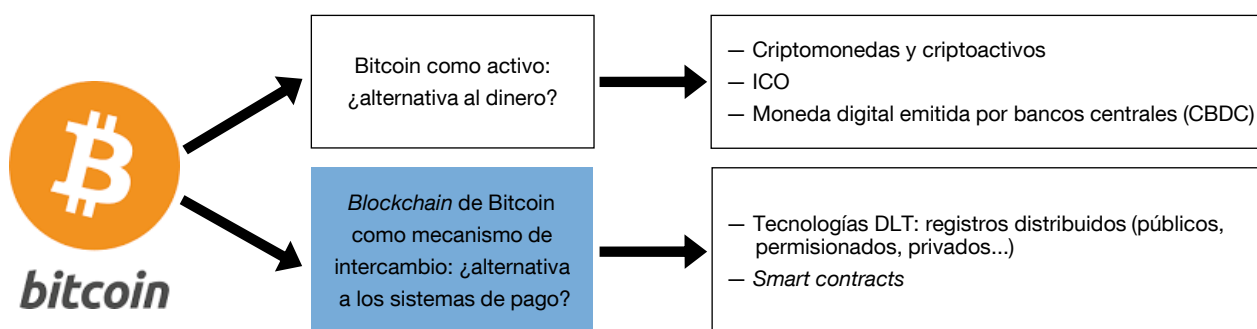 Bitcoin como activo:
¿alternativa al dinero?
— Criptomonedas y criptoactivos
— ICO
— Moneda digital emitida por bancos centrales (CBDC)
bitcoin
Blockchain de Bitcoin
como mecanismo de
intercambio: ¿alternativa
a los sistemas de pago?
— Tecnologías DLT: registros distribuidos (públicos,
permisionados, privados...)
— Smart contracts